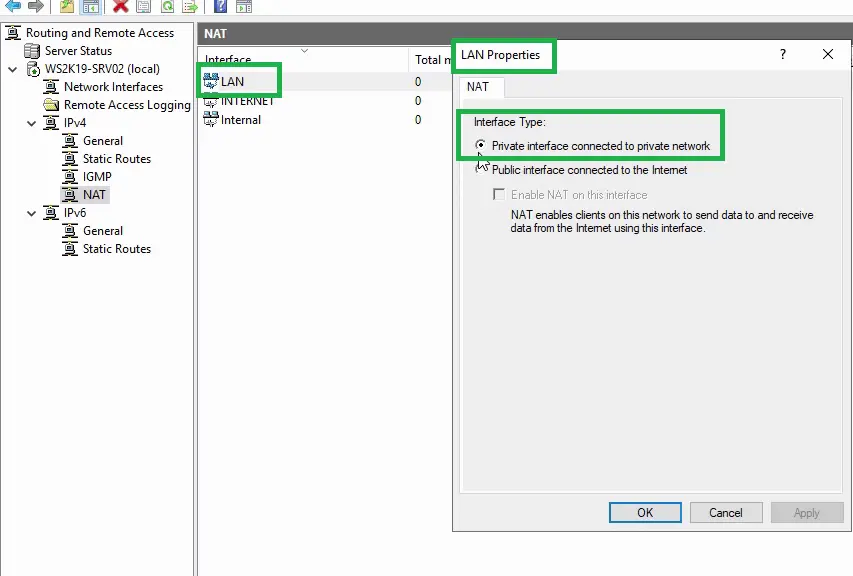 Routing and Remote Access
Server Status
WS2K19-SRV02 (local)
Network Interfaces
Remote Access Logging
IPv4
General
Static Routes
IGMP
NAT
IPv6
General
Static Routes
NAT
Interface
Total
LAN
0
INTERNET
0
Internal
0
LAN Properties
?
NAT
Interface Type:
Private interface connected to private network
Public interface connected to the Internet
Enable NAT on this interface
NAT enables clients on this network to send data to and receive
data from the Internet using this interface.
OK
Cancel
Apply